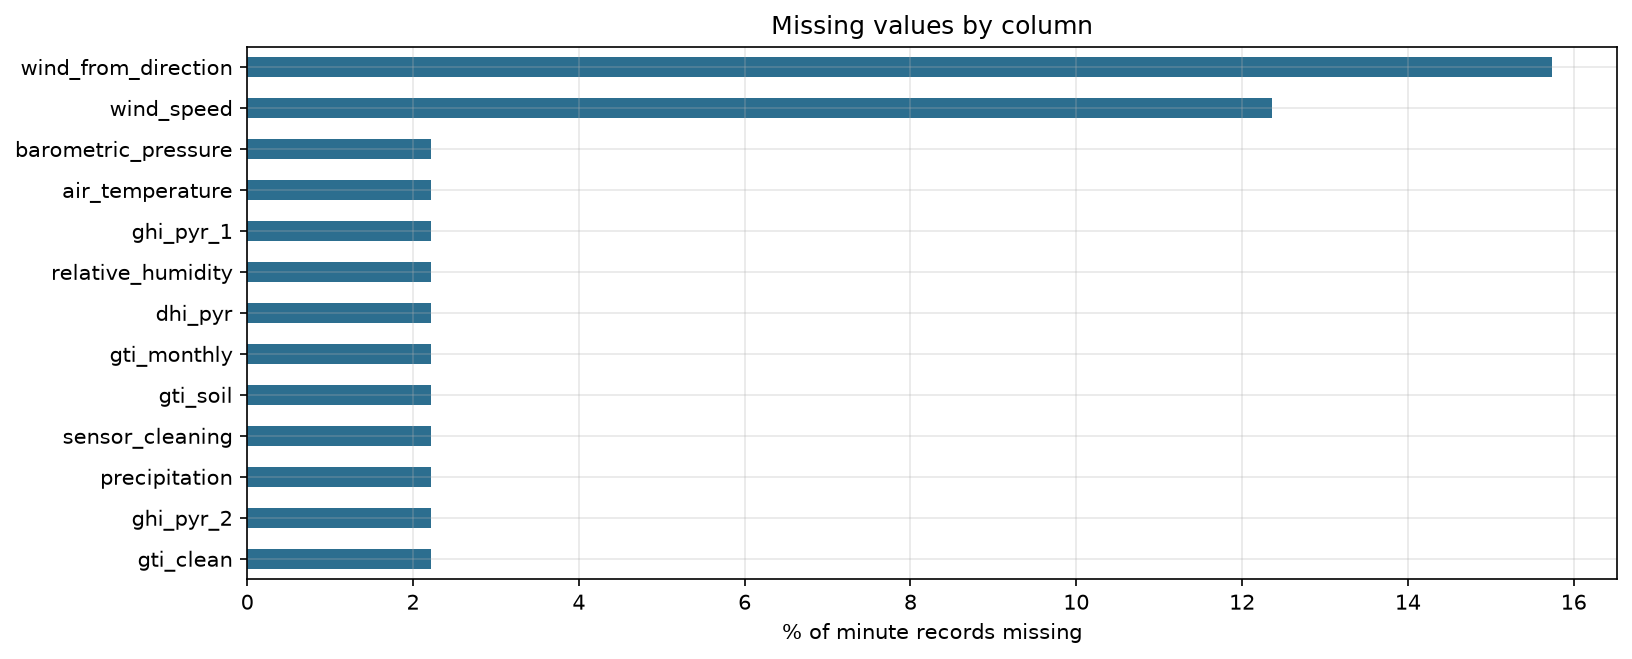 Missing values by column
wind_from_direction
wind_speed
barometric_pressure
air_temperature
ghi_pyr_1
relative_humidity
dhi_pyr
gti_monthly
gti_soil
sensor_cleaning
precipitation
ghi_pyr_2
gti_clean
0 2 4 6 8 10 12 14 16
% of minute records missing